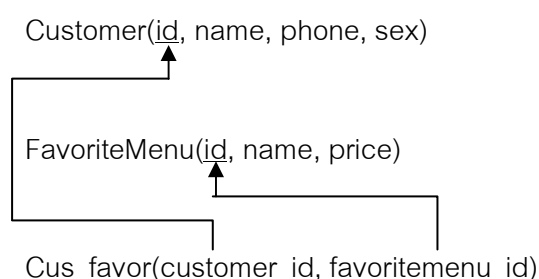 Customer(id, name, phone, sex)
FavoriteMenu(id, name, price)
Cus_favor(customer_id, favoritemenu_id)